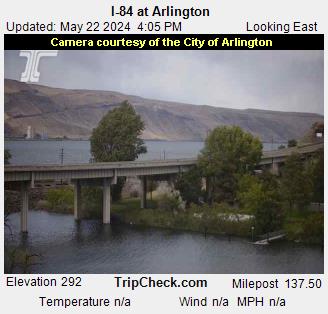 I-84 at Arlington
Updated: May 22 2024 4:05 PM Looking East
Camera courtesy of the City of Arlington
Elevation 292 TripCheck.com Milepost 137.50
Temperature n/a Wind n/a MPH n/a